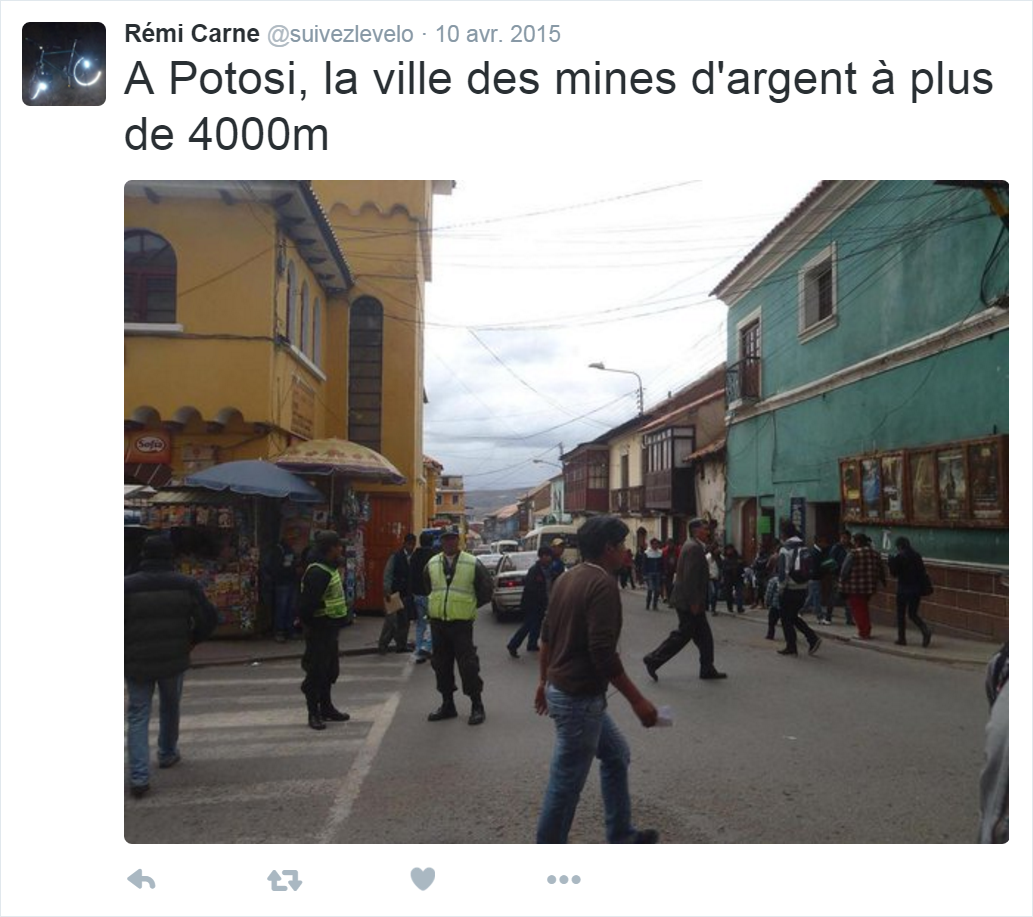 Rémi Carne @suivezlevelo · 10 avr. 2015
A Potosi, la ville des mines d'argent à plus
de 4000m
Sofia